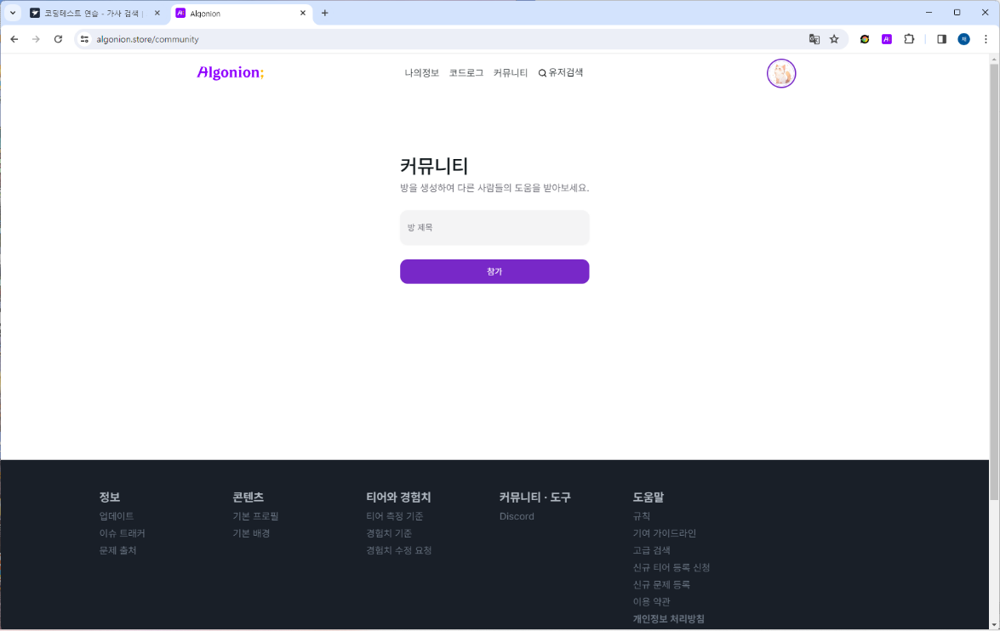 코딩테스트 연습 - 가사 검색 |
Algonion
algonion.store/community
Algonion;
나의정보 코드로그 커뮤니티 유저검색
커뮤니티
방을 생성하여 다른 사람들의 도움을 받아보세요.
방 제목
참가
정보
업데이트
이슈 트래커
문제 출처
콘텐츠
기본 프로필
기본 배경
티어와 경험치
티어 측정 기준
경험치 기준
경험치 수정 요청
커뮤니티 · 도구
Discord
도움말
규칙
기여 가이드라인
고급 검색
신규 티어 등록 신청
신규 문제 등록
이용 약관
개인정보 처리방침